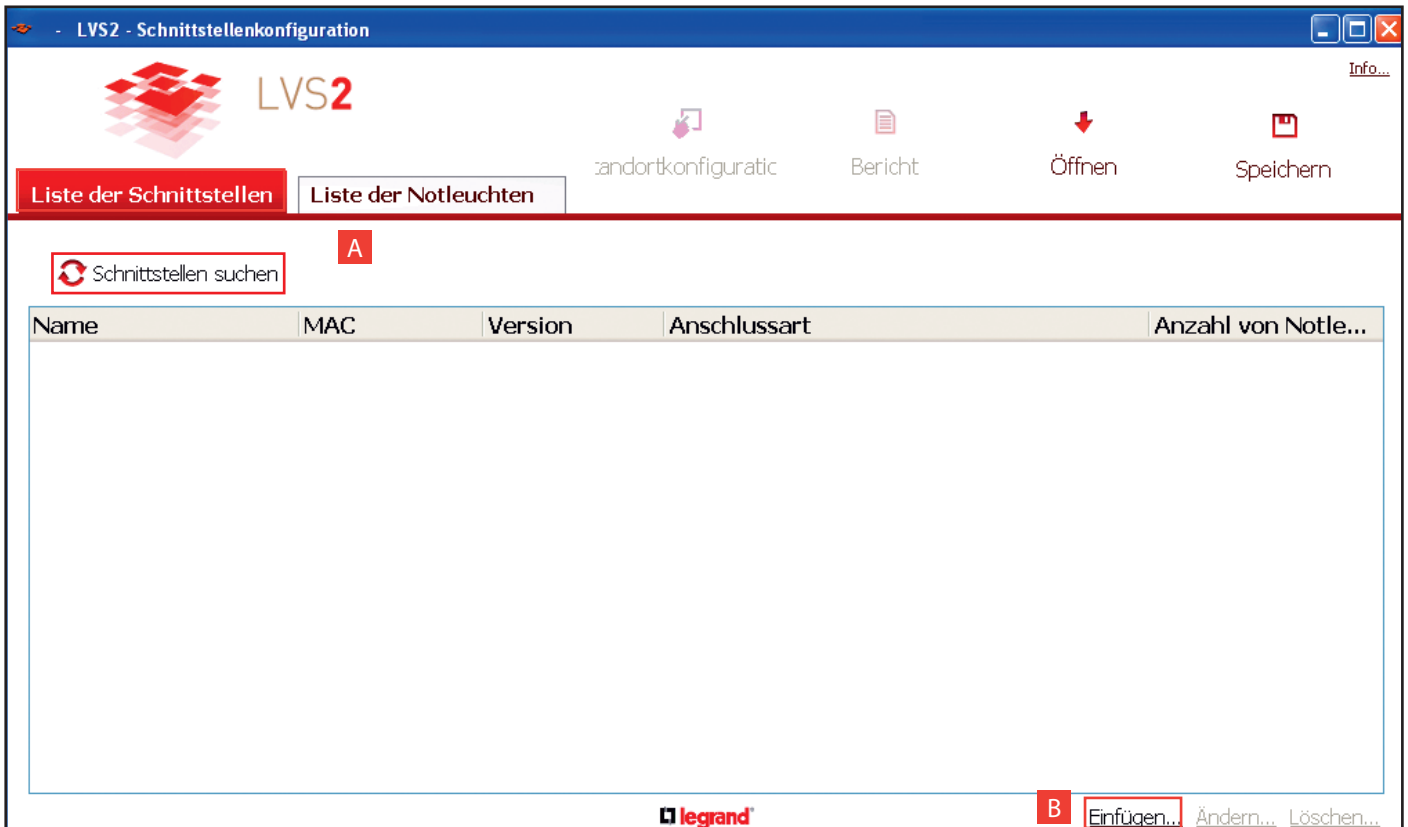 - LVS2 - Schnittstellenkonfiguration
Info...
LVS2
Bericht
Öffnen
Speichern
Liste der Schnittstellen
Liste der Notleuchten
A
Schnittstellen suchen
Name
MAC
Version
Anschlussart
Anzahl von Notle...
legrand
B
Einfügen...
Ändern...
Löschen...